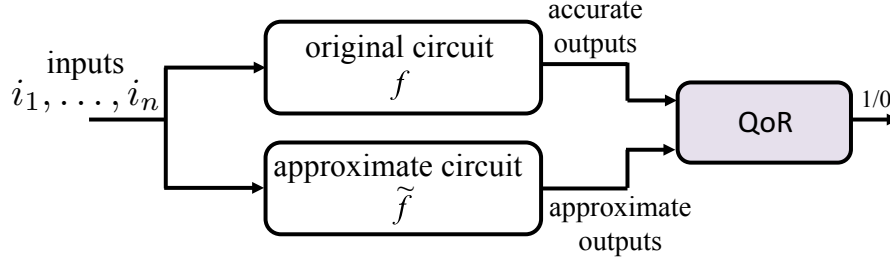 inputs
i₁, . . . , iₙ
original circuit
f
accurate
outputs
approximate circuit
f̃
approximate
outputs
QoR
1/0